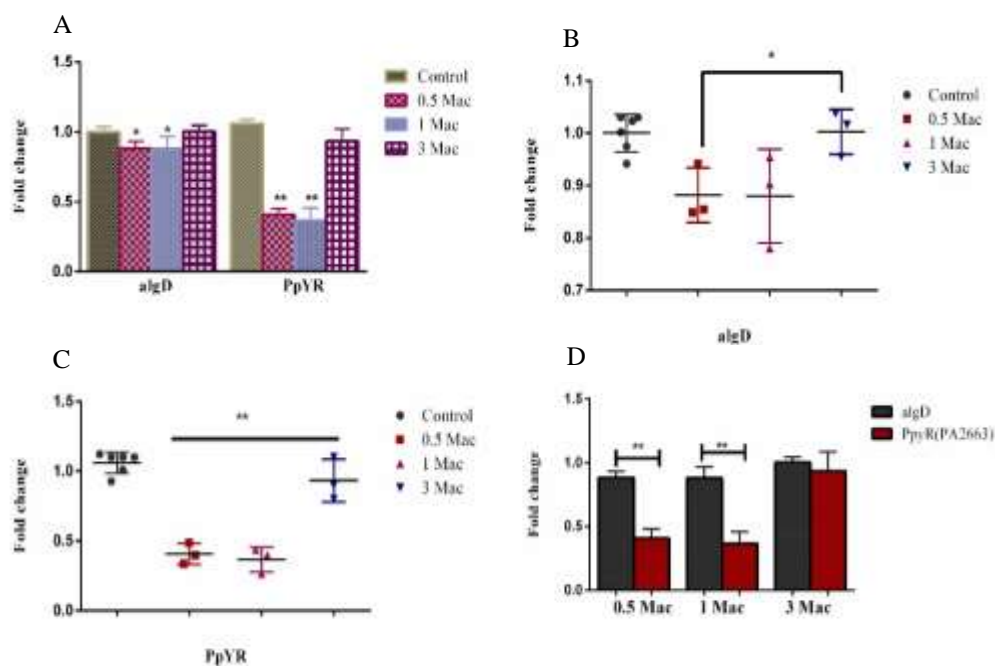 A
1.5
1.0
0.5
0.0
Fold change
* *
** **
algD PpYR
Control
0.5 Mac
1 Mac
3 Mac
B
1.1
1.0
0.9
0.8
0.7
Fold change
*
algD
Control
0.5 Mac
1 Mac
3 Mac
C
1.5
1.0
0.5
0.0
Fold change
**
PpYR
Control
0.5 Mac
1 Mac
3 Mac
D
1.5
1.0
0.5
0.0
Fold change
** **
0.5 Mac 1 Mac 3 Mac
algD
PpyR(PA2663)